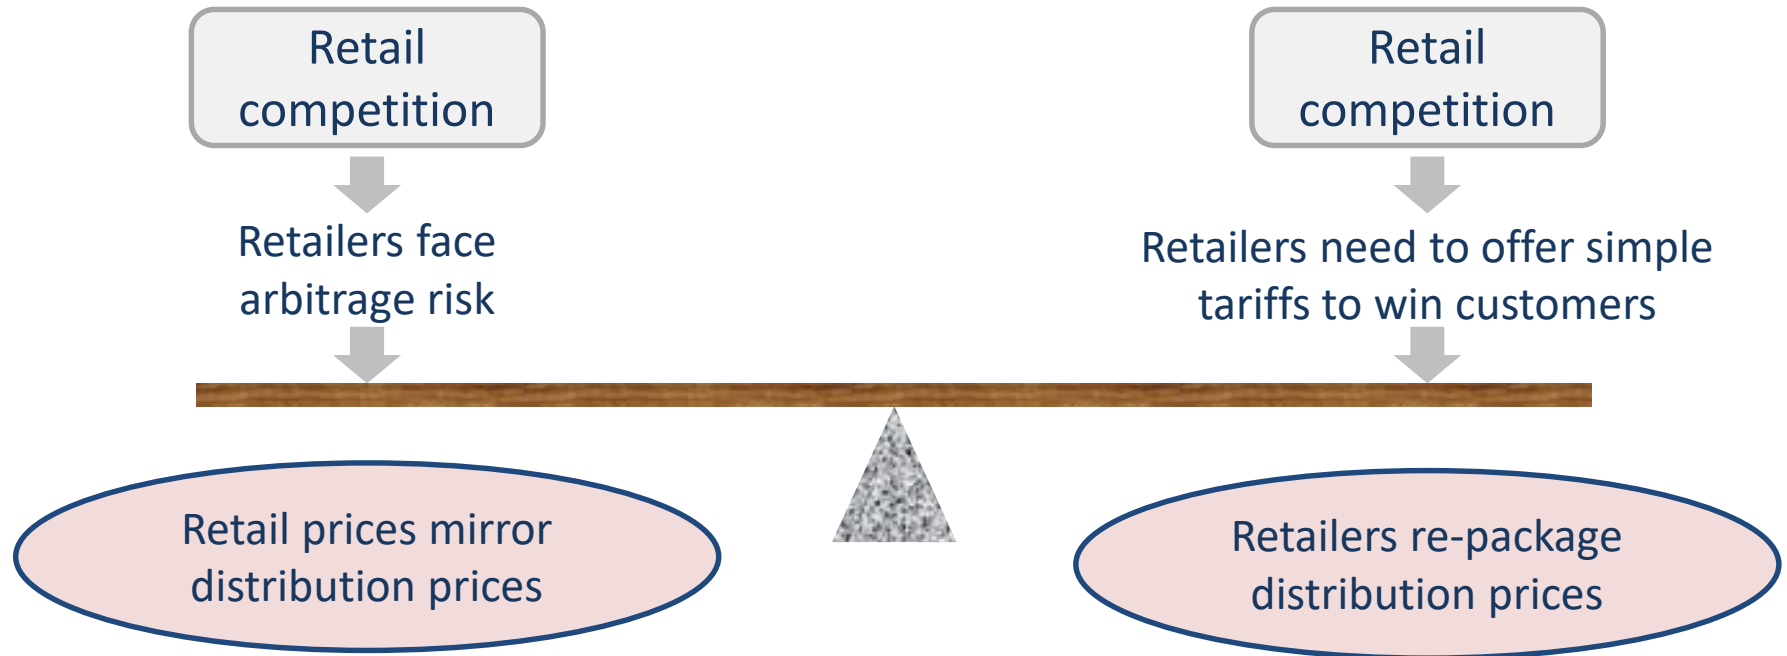 Retail
competition
Retailers face
arbitrage risk
Retail prices mirror
distribution prices
Retail
competition
Retailers need to offer simple
tariffs to win customers
Retailers re-package
distribution prices